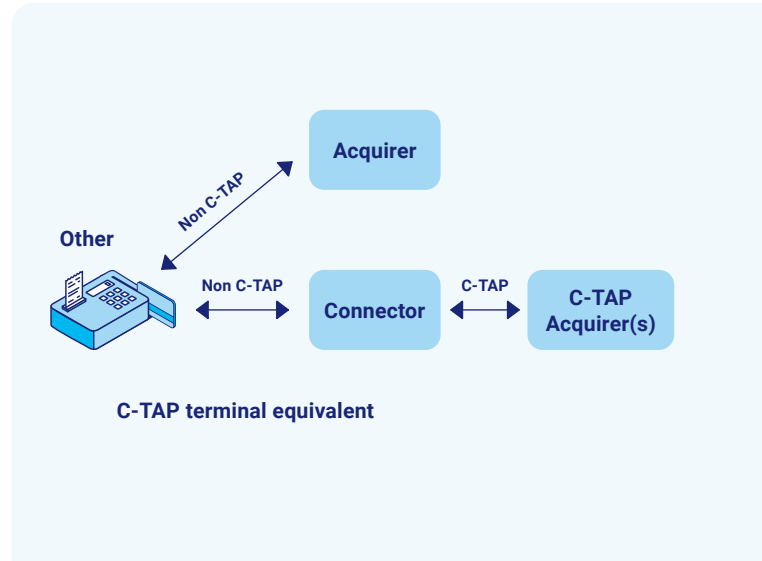 Acquirer
Non C-TAP
Other
Non C-TAP
Connector
C-TAP
C-TAP
Acquirer(s)
C-TAP terminal equivalent